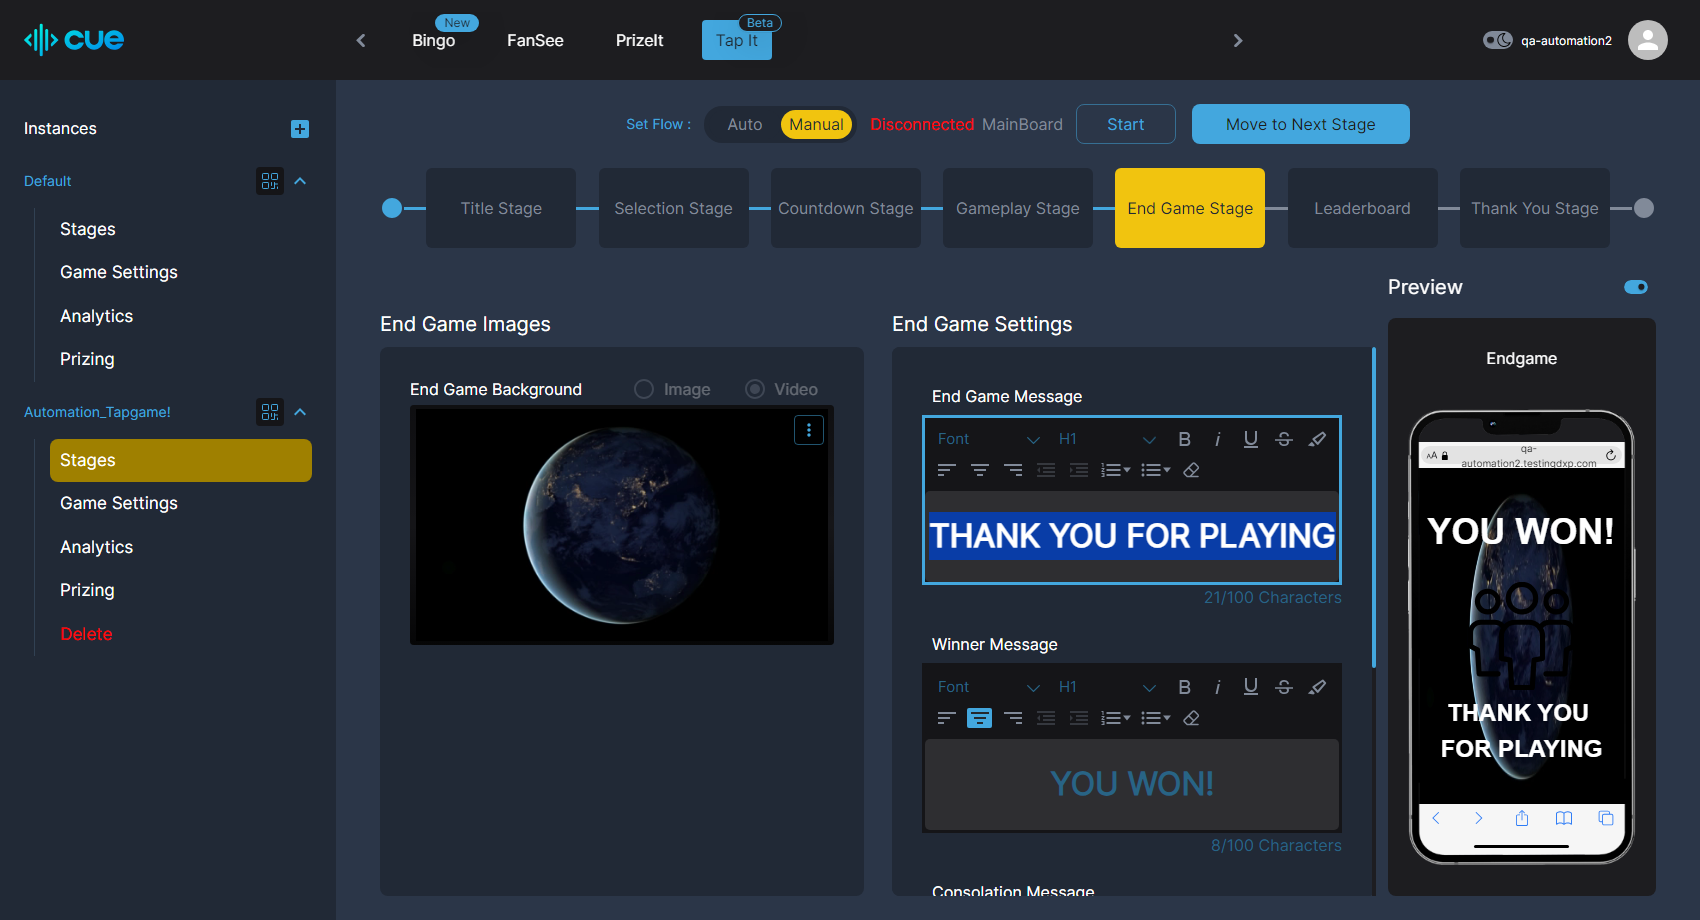 cue
New
Bingo
FanSee
PrizeIt
Beta
Tap It
qa-automation2
Instances
Default
Stages
Game Settings
Analytics
Prizing
Automation_Tapgame!
Stages
Game Settings
Analytics
Prizing
Delete
Set Flow :
Auto
Manual
Disconnected MainBoard
Start
Move to Next Stage
Title Stage
Selection Stage
Countdown Stage
Gameplay Stage
End Game Stage
Leaderboard
Thank You Stage
End Game Images
End Game Background
Image
Video
End Game Settings
End Game Message
Font
H1
B
i
U
S
THANK YOU FOR PLAYING
21/100 Characters
Winner Message
Font
H1
B
i
U
S
YOU WON!
8/100 Characters
Consolation Message
Preview
Endgame
AA
qa-
automation2.testingdxp.com
YOU WON!
THANK YOU
FOR PLAYING